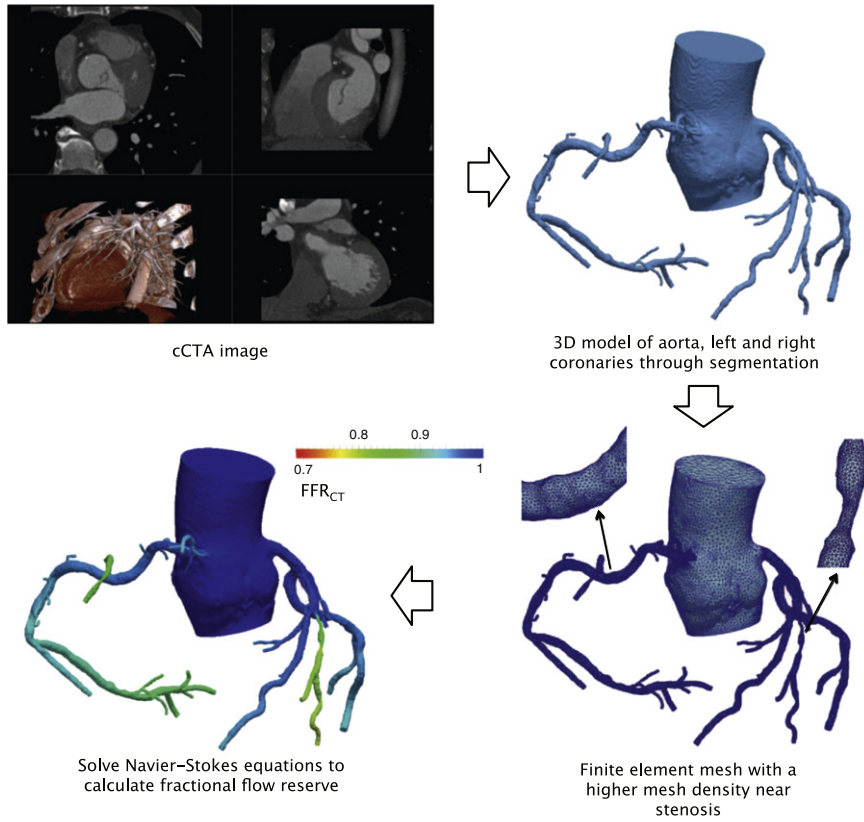 cCTA image
3D model of aorta, left and right
coronaries through segmentation
0.8
0.9
0.7
1
FFRCT
Solve Navier-Stokes equations to
calculate fractional flow reserve
Finite element mesh with a
higher mesh density near
stenosis